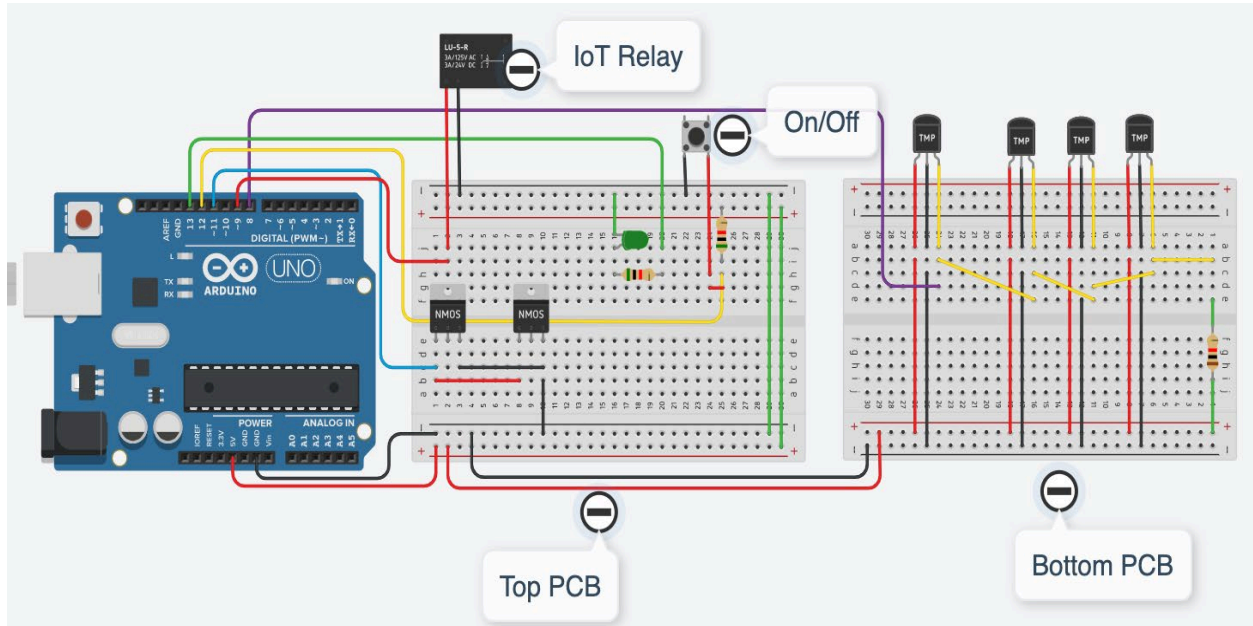 LU-5-R
3A/125V AC
3A/24V DC
IoT Relay
On/Off
TMP
TMP
TMP
TMP
AREF
GND
13
12
~11
~10
~9
8
7
~6
~5
4
~3
2
TX→1
RX←0
DIGITAL (PWM~)
L
TX
RX
UNO
ON
ARDUINO
NMOS
NMOS
IOREF
RESET
3.3V
5V
GND
GND
Vin
POWER
ANALOG IN
A0
A1
A2
A3
A4
A5
Top PCB
Bottom PCB